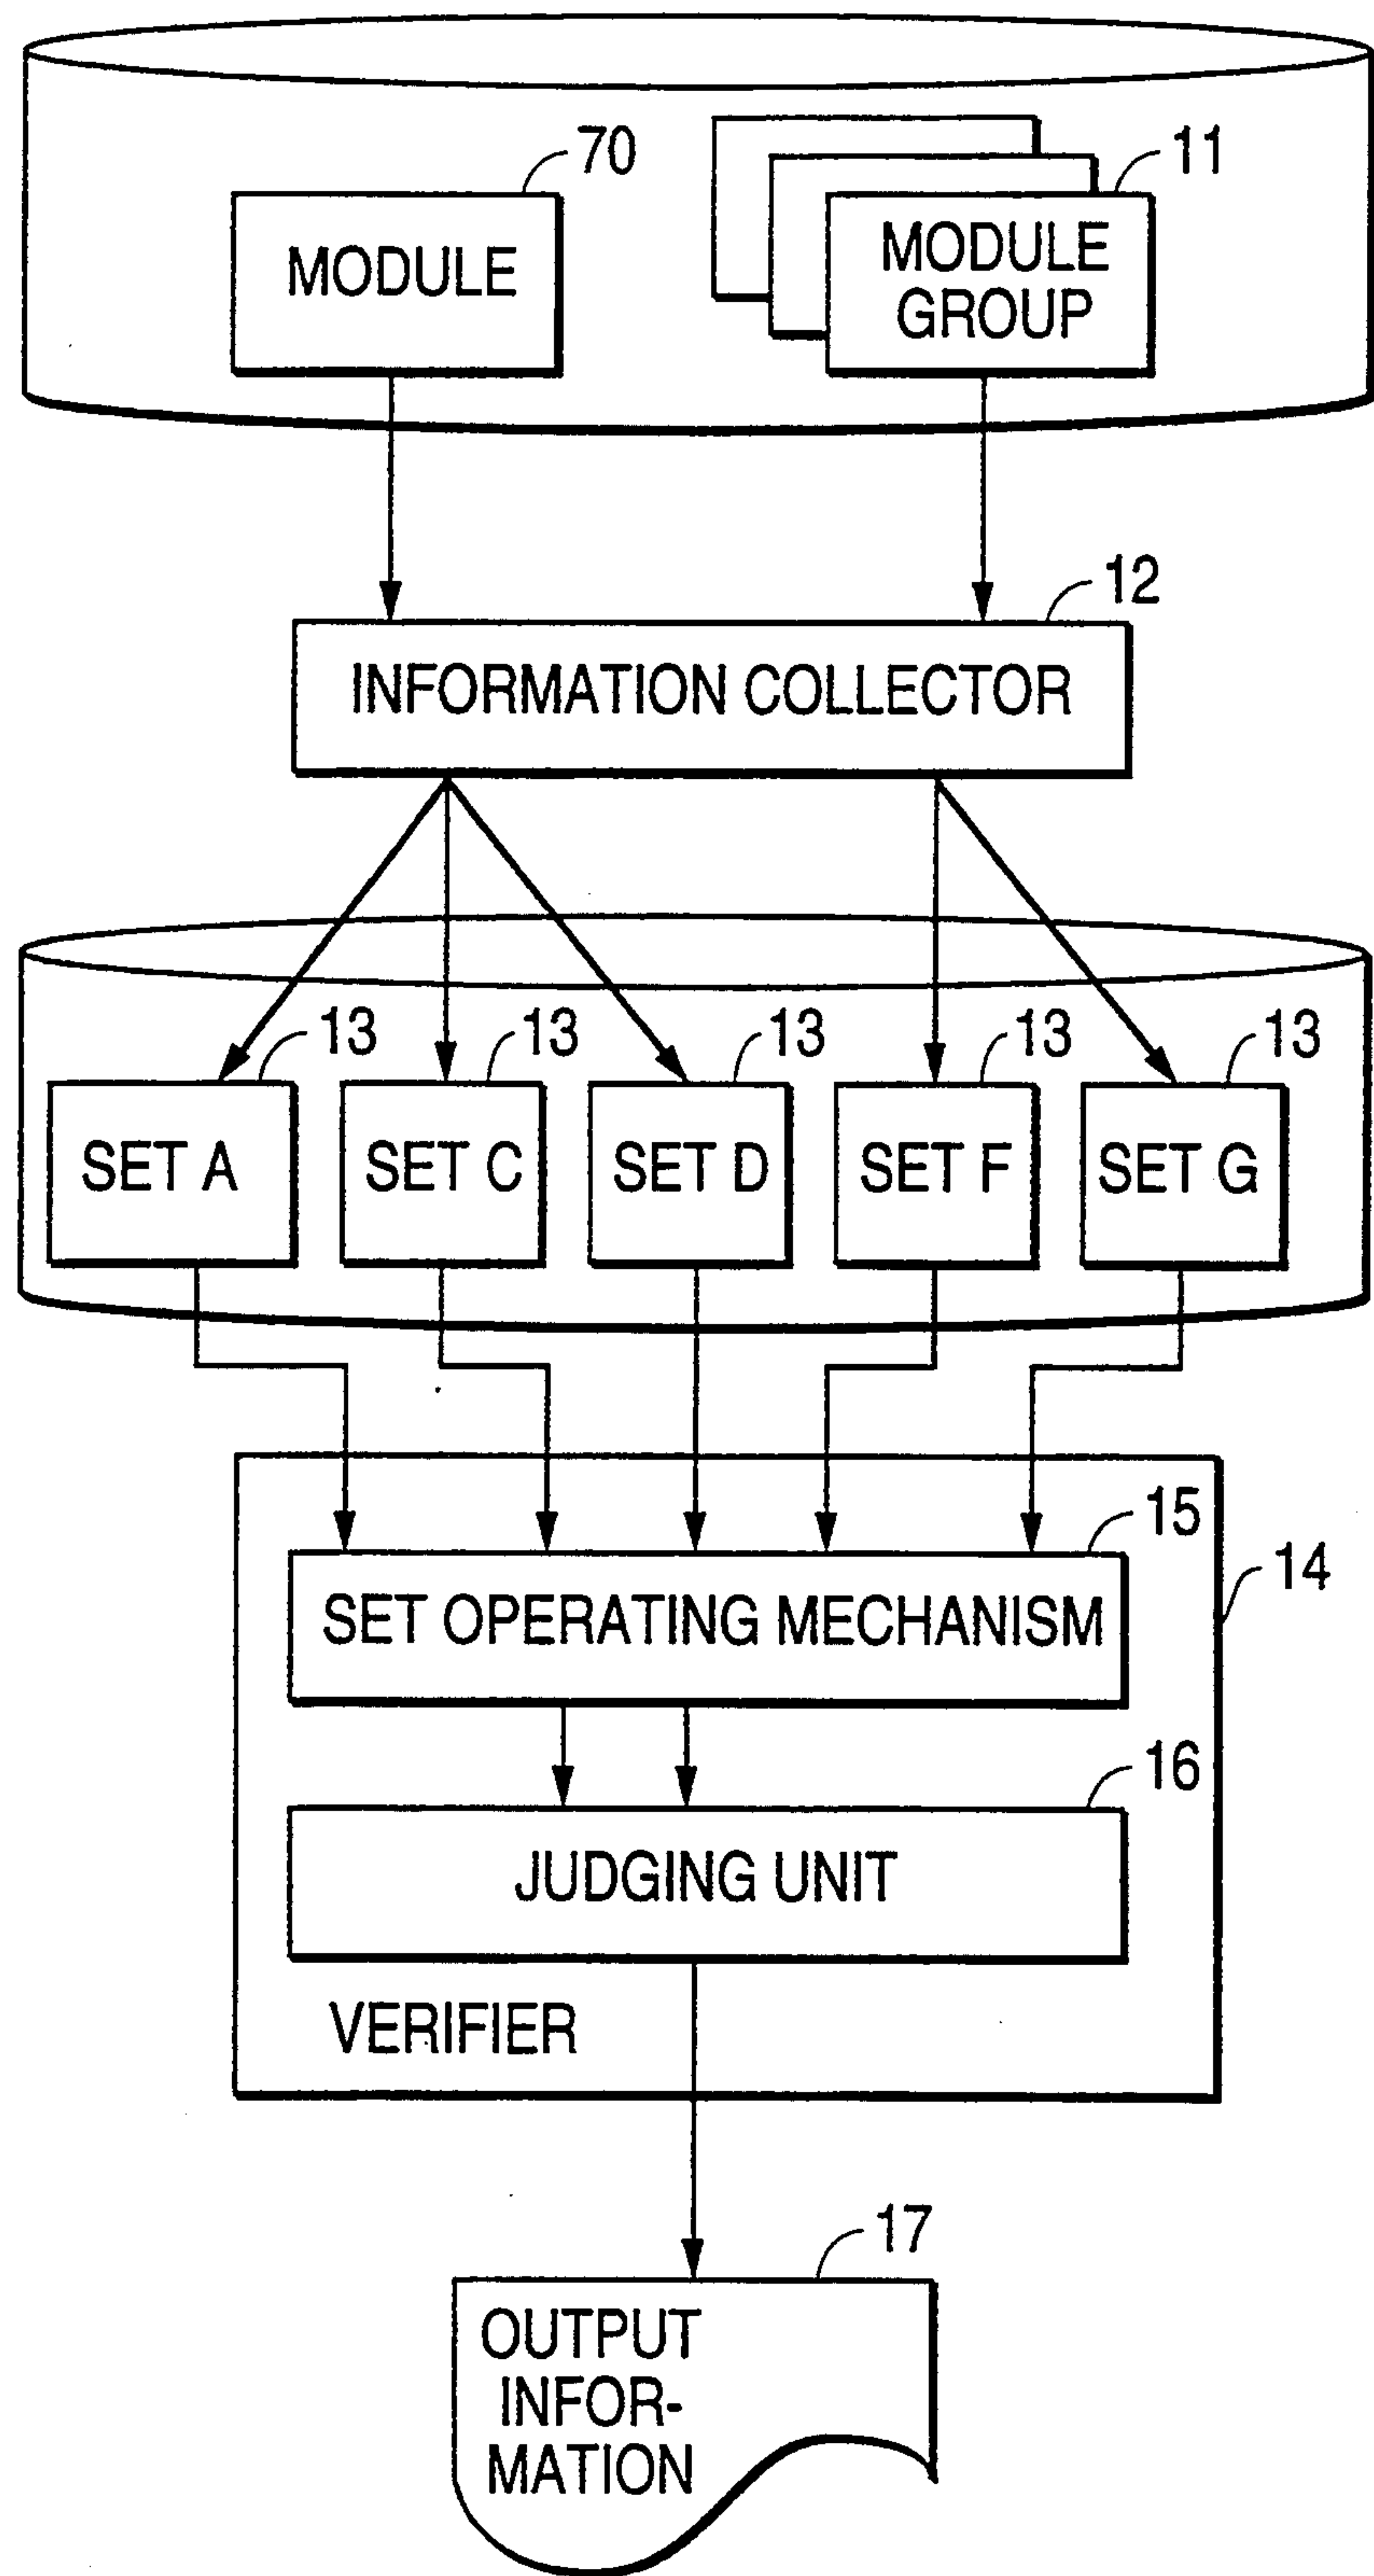 70
11
MODULE
MODULE
GROUP
12
INFORMATION COLLECTOR
13
13
13
13
13
SET A
SET C
SET D
SET F
SET G
15
14
SET OPERATING MECHANISM
16
JUDGING UNIT
VERIFIER
17
OUTPUT
INFOR-
MATION